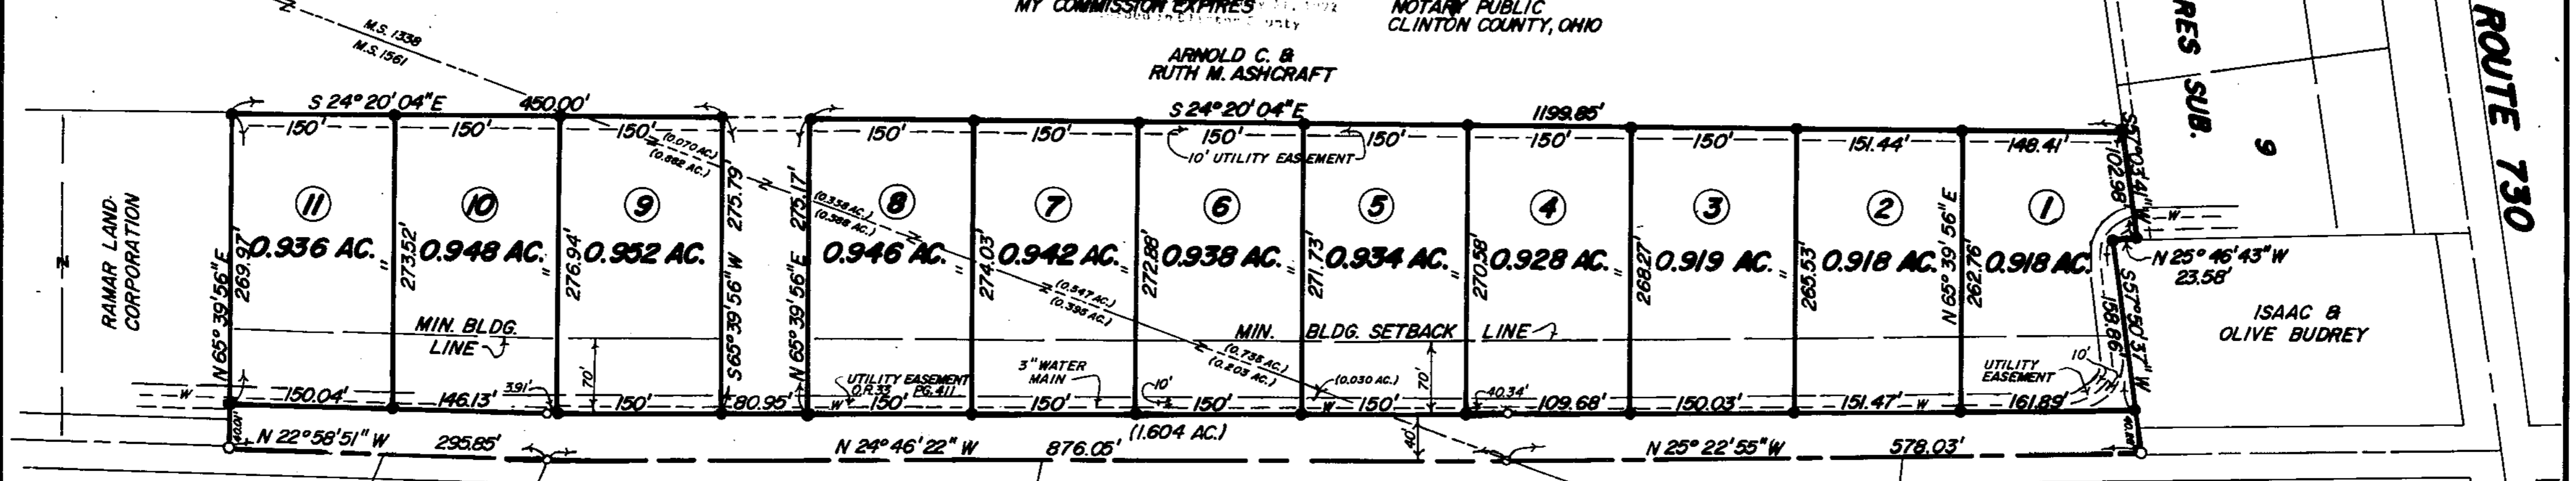 MY COMMISSION EXPIRES
NOTARY PUBLIC
CLINTON COUNTY, OHIO
ARNOLD C. &
RUTH M. ASHCRAFT
M.S. 1338
M.S. 1561
RES SUB.
9
ROUTE 730
S 24° 20' 04" E 450.00'
S 24° 20' 04" E 1199.85'
150' 150' 150' 150' 150' 150' 150' 150' 150' 151.44' 148.41'
10' UTILITY EASEMENT
(0.070 AC.)
(0.882 AC.)
(0.358 AC.)
(0.588 AC.)
(0.547 AC.)
(0.395 AC.)
(0.735 AC.)
(0.203 AC.)
(0.030 AC.)
RAMAR LAND
CORPORATION
N 65° 39' 56" E
269.97'
11
0.936 AC.
273.52'
10
0.948 AC.
276.94'
9
0.952 AC.
S 65° 39' 56" W 275.79'
N 65° 39' 56" E 275.17'
8
0.946 AC.
274.03'
7
0.942 AC.
272.88'
6
0.938 AC.
271.73'
5
0.934 AC.
270.58'
4
0.928 AC.
268.27'
3
0.919 AC.
265.53'
2
0.918 AC.
N 65° 39' 56" E
262.76'
1
0.918 AC.
S 57° 03' 41" W
102.98'
N 25° 46' 43" W
23.58'
S 57° 50' 37" W
158.86'
ISAAC &
OLIVE BUDREY
MIN. BLDG.
LINE
MIN. BLDG. SETBACK LINE
70'
70'
UTILITY EASEMENT
O.R. 33 PG. 411
3" WATER
MAIN
10'
UTILITY
EASEMENT
10'
W 150.04' 146.13' 3.91' 150' 80.95' W 150' 150' 150' W 150' 40.34' 109.68' 150.03' 151.47' W 161.89'
40.01'
(1.604 AC.)
40'
N 22° 58' 51" W 295.85'
N 24° 46' 22" W 876.05'
N 25° 22' 55" W 578.03'